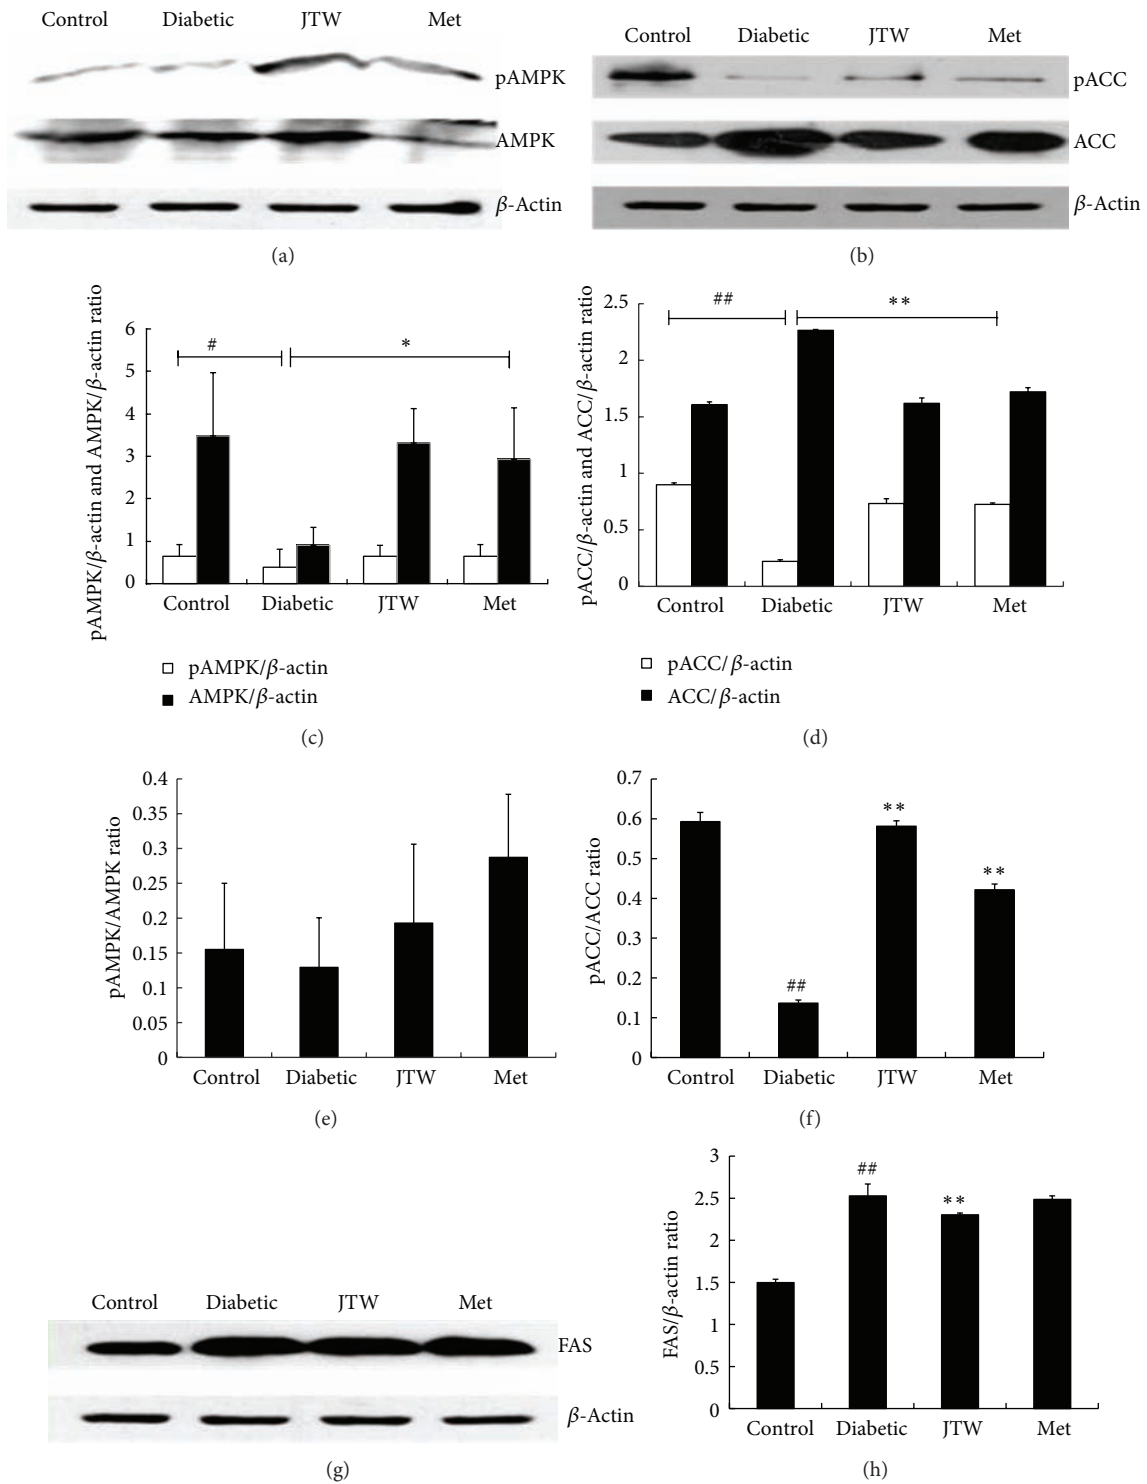 Control Diabetic JTW Met
pAMPK
AMPK
β-Actin
(a)
Control Diabetic JTW Met
pACC
ACC
β-Actin
(b)
pAMPK/β-actin and AMPK/β-actin ratio
6
5
4
3
2
1
0
# *
Control Diabetic JTW Met
pAMPK/β-actin
AMPK/β-actin
(c)
pACC/β-actin and ACC/β-actin ratio
2.5
2
1.5
1
0.5
0
## **
Control Diabetic JTW Met
pACC/β-actin
ACC/β-actin
(d)
pAMPK/AMPK ratio
0.4
0.35
0.3
0.25
0.2
0.15
0.1
0.05
0
Control Diabetic JTW Met
(e)
pACC/ACC ratio
0.7
0.6
0.5
0.4
0.3
0.2
0.1
0
##
**
**
Control Diabetic JTW Met
(f)
Control Diabetic JTW Met
FAS
β-Actin
(g)
FAS/β-actin ratio
3
2.5
2
1.5
1
0.5
0
##
**
Control Diabetic JTW Met
(h)